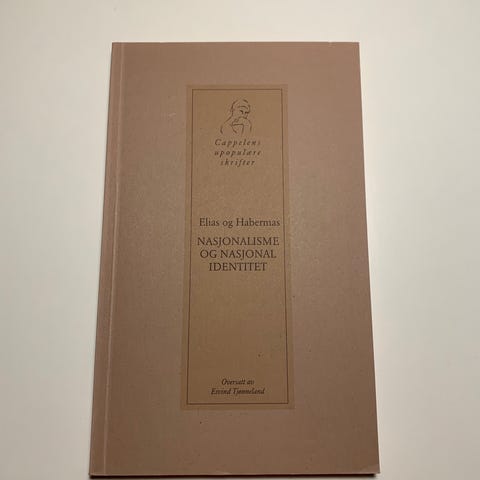 Cappelens
upopulære
skrifter
Elias og Habermas
NASJONALISME
OG NASJONAL
IDENTITET
Oversatt av
Eivind Tjønneland